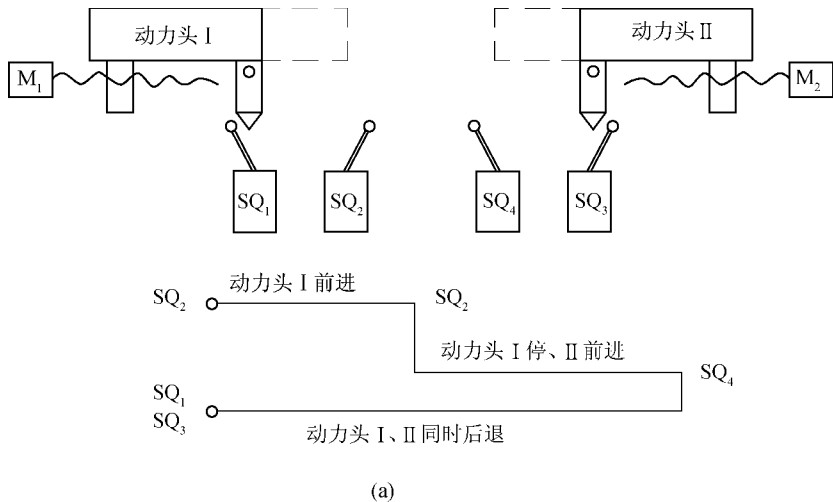 动力头Ⅰ
动力头Ⅱ
M₁
M₂
SQ₁
SQ₂
SQ₄
SQ₃
动力头Ⅰ前进
SQ₂
SQ₂
动力头Ⅰ停、Ⅱ前进
SQ₄
SQ₁
SQ₃
动力头Ⅰ、Ⅱ同时后退
(a)